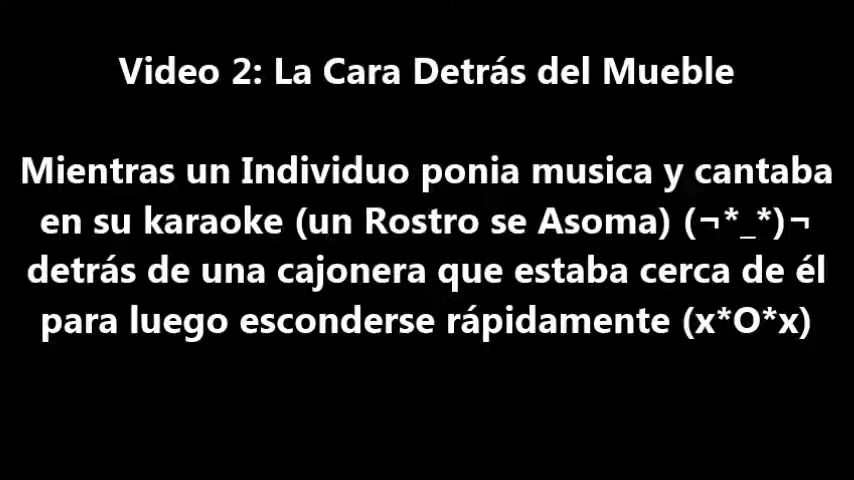 Video 2: La Cara Detrás del Mueble
Mientras un Individuo ponia musica y cantaba
en su karaoke (un Rostro se Asoma) (¬*_*)¬
detrás de una cajonera que estaba cerca de él
para luego esconderse rápidamente (x*O*x)